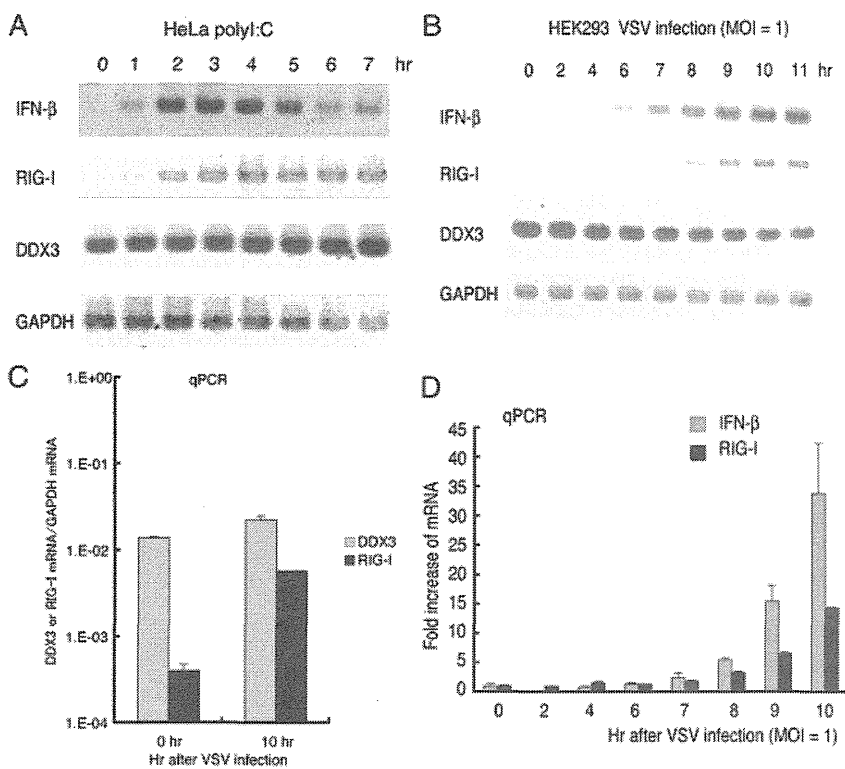 A
HeLa polyI:C
0 1 2 3 4 5 6 7 hr
IFN-β
RIG-I
DDX3
GAPDH
B
HEK293 VSV infection (MOI = 1)
0 2 4 6 7 8 9 10 11 hr
IFN-β
RIG-I
DDX3
GAPDH
C
qPCR
1.E+00
1.E-01
1.E-02
1.E-03
1.E-04
DDX3 or RIG-I mRNA/GAPDH mRNA
DDX3
RIG-I
0 hr 10 hr
Hr after VSV infection
D
qPCR
IFN-β
RIG-I
45
40
35
30
25
20
15
10
5
0
Fold increase of mRNA
0 2 4 6 7 8 9 10
Hr after VSV infection (MOI = 1)